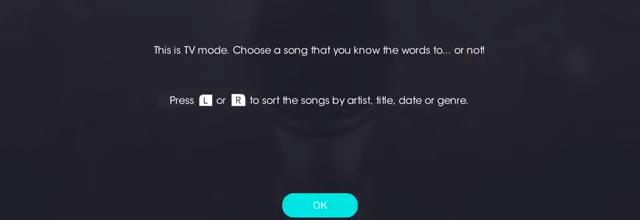 This is TV mode. Choose a song that you know the words to... or not!
Press L or R to sort the songs by artist, title, date or genre.
OK